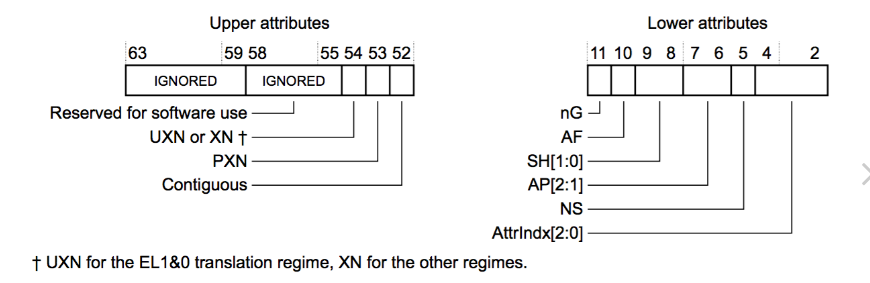 Upper attributes
Lower attributes
63 59 58 55 54 53 52
11 10 9 8 7 6 5 4 2
IGNORED IGNORED
Reserved for software use
UXN or XN †
PXN
Contiguous
nG
AF
SH[1:0]
AP[2:1]
NS
AttrIndx[2:0]
† UXN for the EL1&0 translation regime, XN for the other regimes.